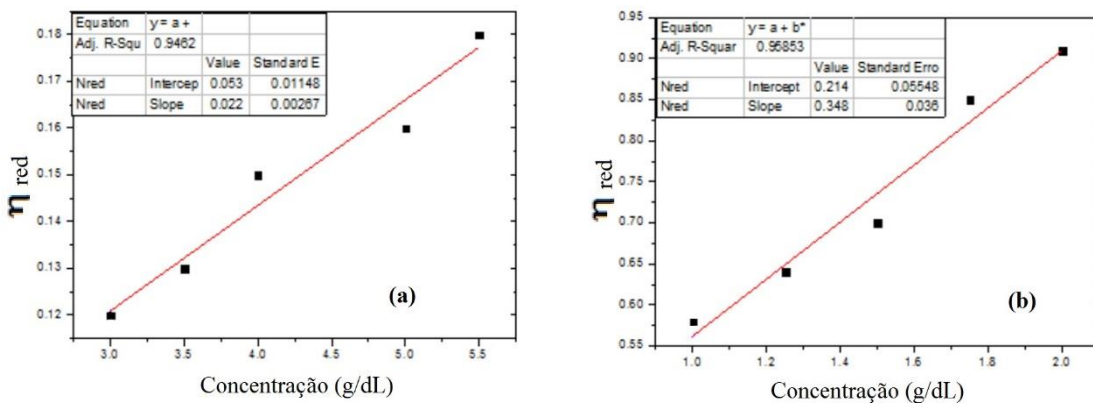 Equation y = a +
Adj. R-Squ 0.9462
Value Standard E
Nred Intercep 0.053 0.01148
Nred Slope 0.022 0.00267
0.18
0.17
0.16
0.15
0.14
0.13
0.12
η red
(a)
3.0 3.5 4.0 4.5 5.0 5.5
Concentração (g/dL)
Equation y = a + b*
Adj. R-Squar 0.96853
Value Standard Erro
Nred Intercept 0.214 0.05548
Nred Slope 0.348 0.036
0.95
0.90
0.85
0.80
0.75
0.70
0.65
0.60
0.55
η red
(b)
1.0 1.2 1.4 1.6 1.8 2.0
Concentração (g/dL)